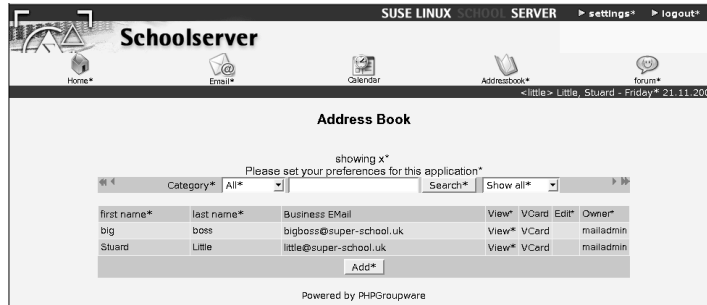 SUSE LINUX SCHOOL SERVER settings* logout*
Schoolserver
Home* Email* Calendar Addressbook* forum*
<little> Little, Stuard - Friday* 21.11.200
Address Book
showing x*
Please set your preferences for this application*
Category* All* Search* Show all*
first name* last name* Business EMail View* VCard Edit* Owner*
big boss bigboss@super-school.uk View* VCard mailadmin
Stuard Little little@super-school.uk View* VCard mailadmin
Add*
Powered by PHPGroupware